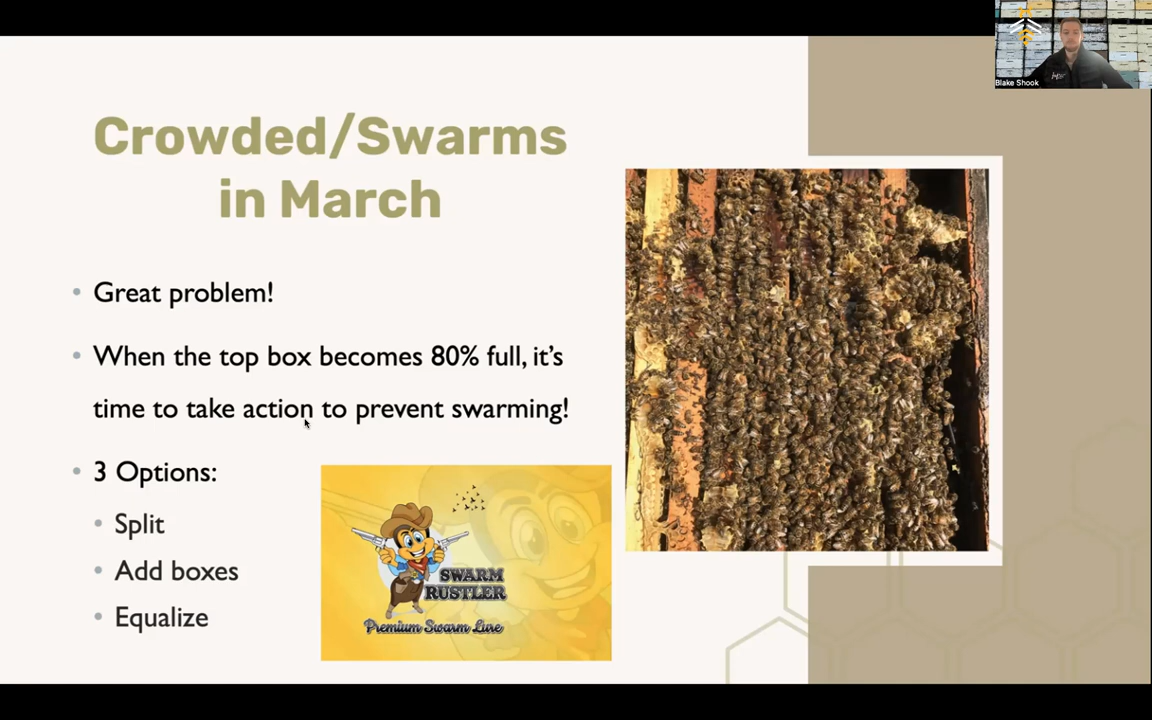 Blake Shook
Crowded/Swarms
in March
Great problem!
When the top box becomes 80% full, it’s
time to take action to prevent swarming!
3 Options:
Split
Add boxes
Equalize
SWARM
RUSTLER
Premium Swarm Lure